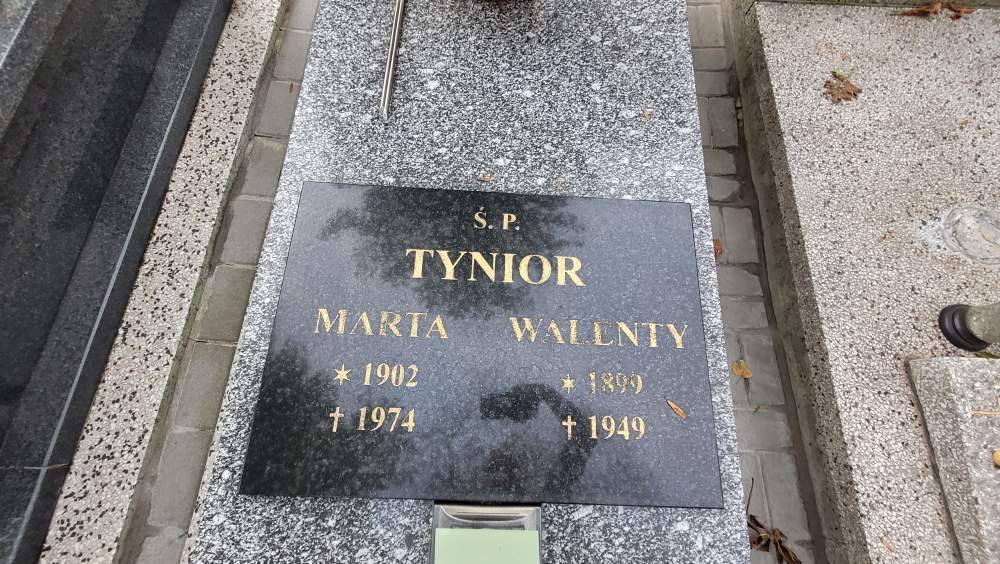 Ś. P.
TYNIOR
MARTA WALENTY
* 1902 * 1899
† 1974 † 1949